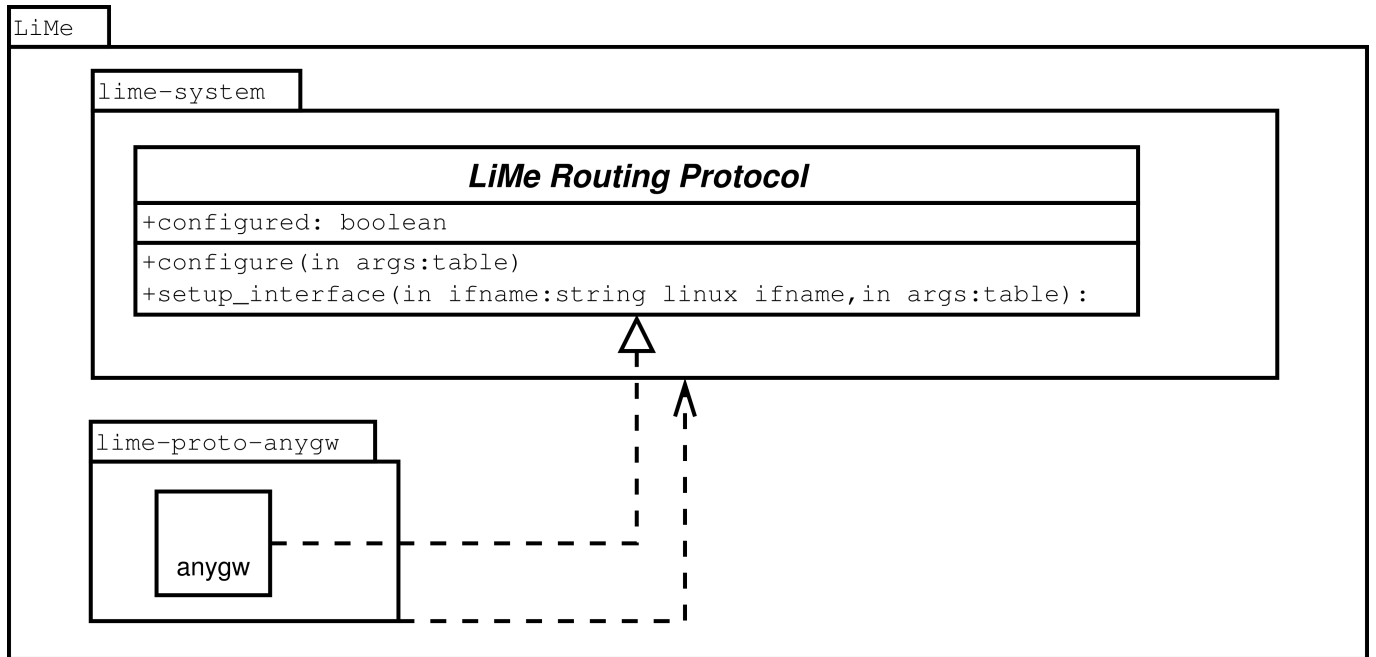 LiMe
lime-system
LiMe Routing Protocol
+configured: boolean
+configure(in args:table)
+setup_interface(in ifname:string linux ifname,in args:table):
lime-proto-anygw
anygw